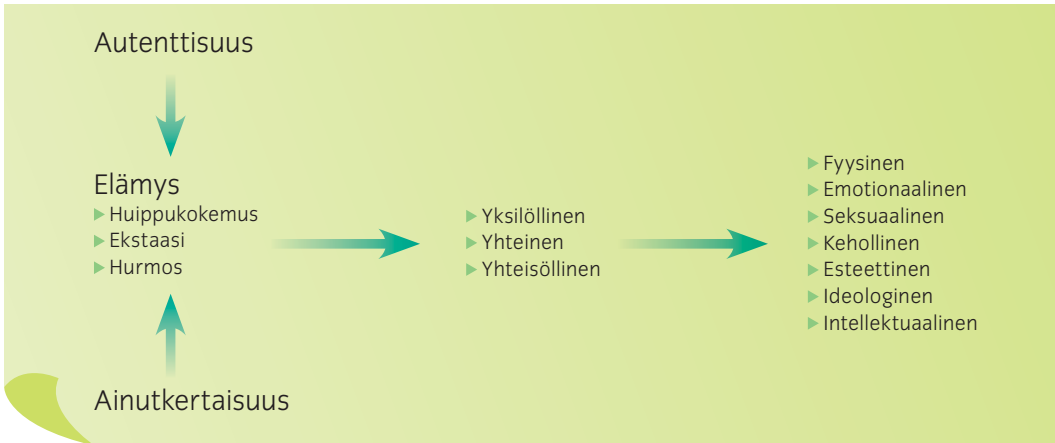 Autenttisuus
Elämys
Huippukokemus
Ekstaasi
Hurmos
Ainutkertaisuus
Yksilöllinen
Yhteinen
Yhteisöllinen
Fyysinen
Emotionaalinen
Seksuaalinen
Kehollinen
Esteettinen
Ideologinen
Intellektuaalinen